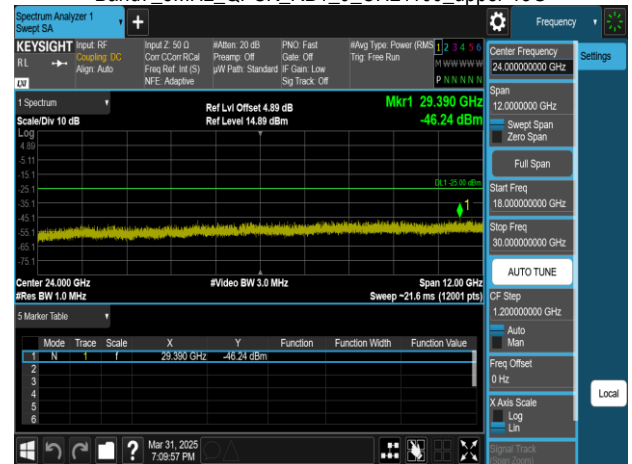 Spectrum Analyzer 1
Swept SA
+
Frequency
KEYSIGHT
RL
LXI
Input: RF
Coupling: DC
Align: Auto
Input Z: 50 Ω
Corr CCorr RCal
Freq Ref: Int (S)
NFE: Adaptive
#Atten: 20 dB
Preamp: Off
µW Path: Standard
PNO: Fast
Gate: Off
IF Gain: Low
Sig Track: Off
#Avg Type: Power (RMS
Trig: Free Run
1 2 3 4 5 6
M W W W W W
P N N N N N
1 Spectrum
Scale/Div 10 dB
Log
Ref Lvl Offset 4.89 dB
Ref Level 14.89 dBm
Mkr1 29.390 GHz
-46.24 dBm
4.89
-5.11
-15.1
-25.1
-35.1
-45.1
-55.1
-65.1
-75.1
DL1 -25.00 dBm
1
Center 24.000 GHz
#Res BW 1.0 MHz
#Video BW 3.0 MHz
Span 12.00 GHz
Sweep ~21.6 ms (12001 pts)
5 Marker Table
Mode Trace Scale X Y Function Function Width Function Value
1 N 1 f 29.390 GHz -46.24 dBm
2
3
4
5
6
Mar 31, 2025
7:09:57 PM
Center Frequency
24.000000000 GHz
Span
12.0000000 GHz
Swept Span
Zero Span
Full Span
Start Freq
18.000000000 GHz
Stop Freq
30.000000000 GHz
AUTO TUNE
CF Step
1.200000000 GHz
Auto
Man
Freq Offset
0 Hz
X Axis Scale
Log
Lin
Signal Track
(Span Zoom)
Settings
Local